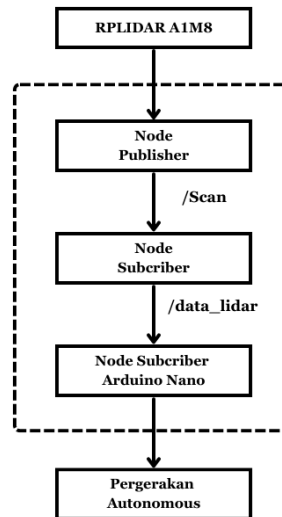 RPLIDAR A1M8
Node
Publisher
/Scan
Node
Subcriber
/data_lidar
Node Subcriber
Arduino Nano
Pergerakan
Autonomous